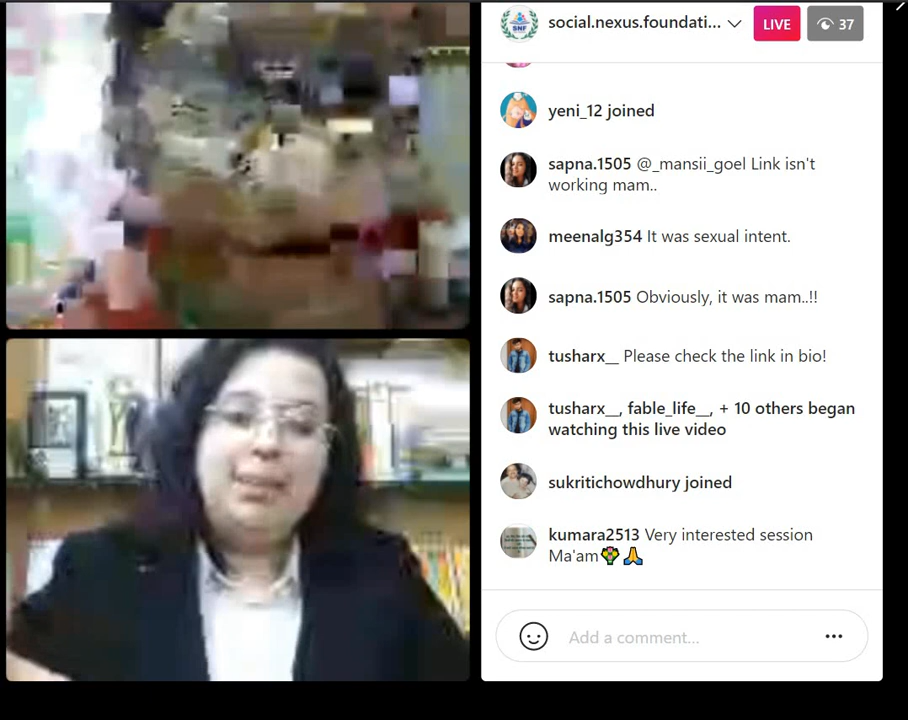 SNF
social.nexus.foundati...
LIVE
37
yeni_12 joined
sapna.1505 @_mansii_goel Link isn't
working mam..
meenalg354 It was sexual intent.
sapna.1505 Obviously, it was mam..!!
tusharx__ Please check the link in bio!
tusharx__, fable_life__, + 10 others began
watching this live video
sukritichowdhury joined
kumara2513 Very interested session
Ma'am💐🙏
Add a comment...